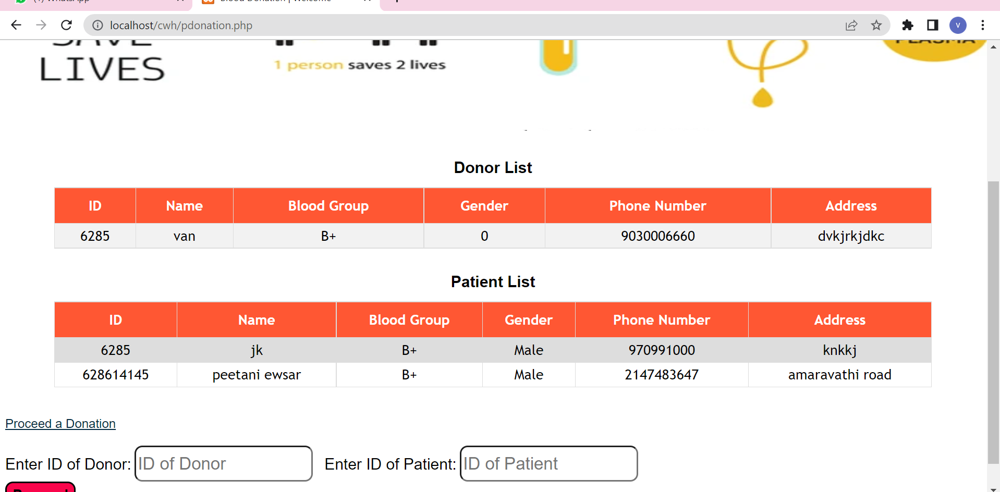 localhost/cwh/pdonation.php
V
LIVES
1 person saves 2 lives
Donor List
ID Name Blood Group Gender Phone Number Address
6285 van B+ 0 9030006660 dvkjrkjdkc
Patient List
ID Name Blood Group Gender Phone Number Address
6285 jk B+ Male 970991000 knkkj
628614145 peetani ewsar B+ Male 2147483647 amaravathi road
Proceed a Donation
Enter ID of Donor: ID of Donor Enter ID of Patient: ID of Patient